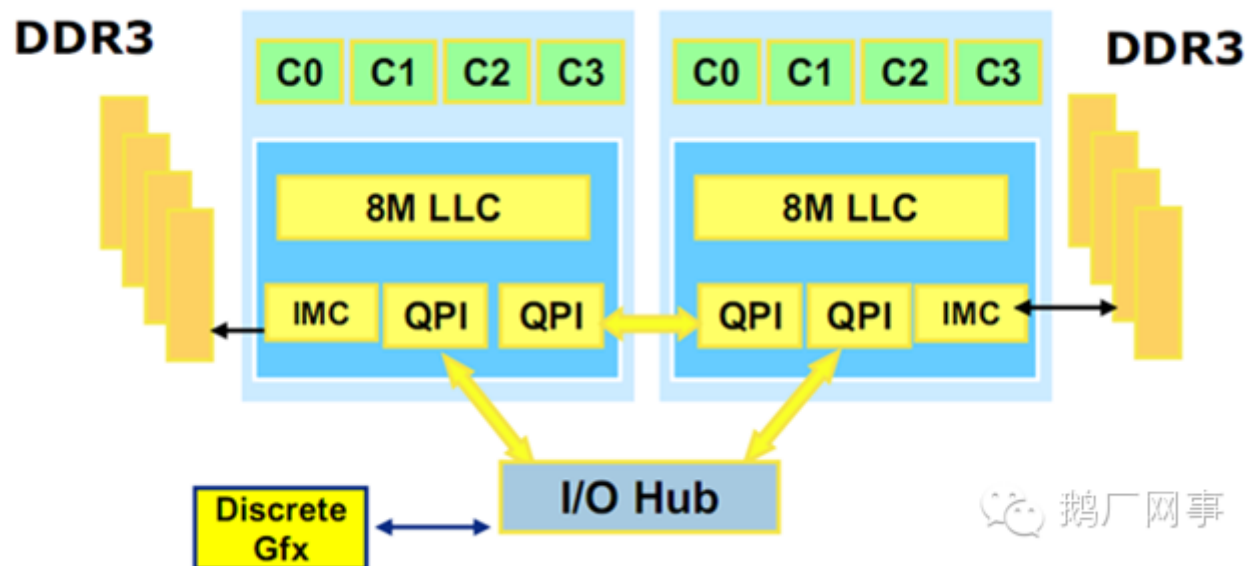 DDR3
DDR3
C0 C1 C2 C3
C0 C1 C2 C3
8M LLC
8M LLC
IMC QPI QPI
QPI QPI IMC
I/O Hub
Discrete
Gfx
鹅厂网事